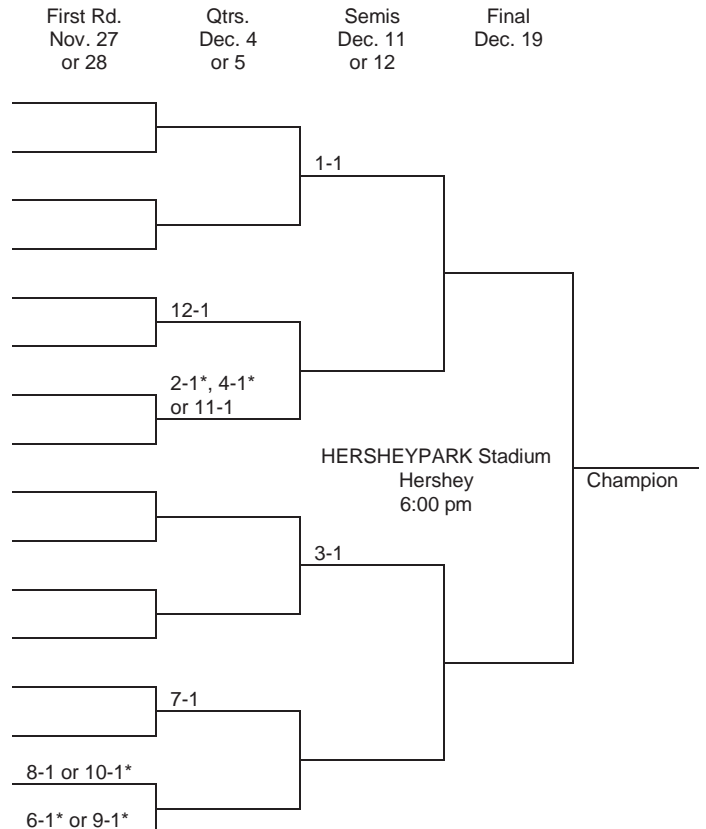 First Rd.
Nov. 27
or 28
Qtrs.
Dec. 4
or 5
Semis
Dec. 11
or 12
Final
Dec. 19
1-1
12-1
2-1*, 4-1*
or 11-1
HERSHEYPARK Stadium
Hershey
6:00 pm
Champion
3-1
7-1
8-1 or 10-1*
6-1* or 9-1*